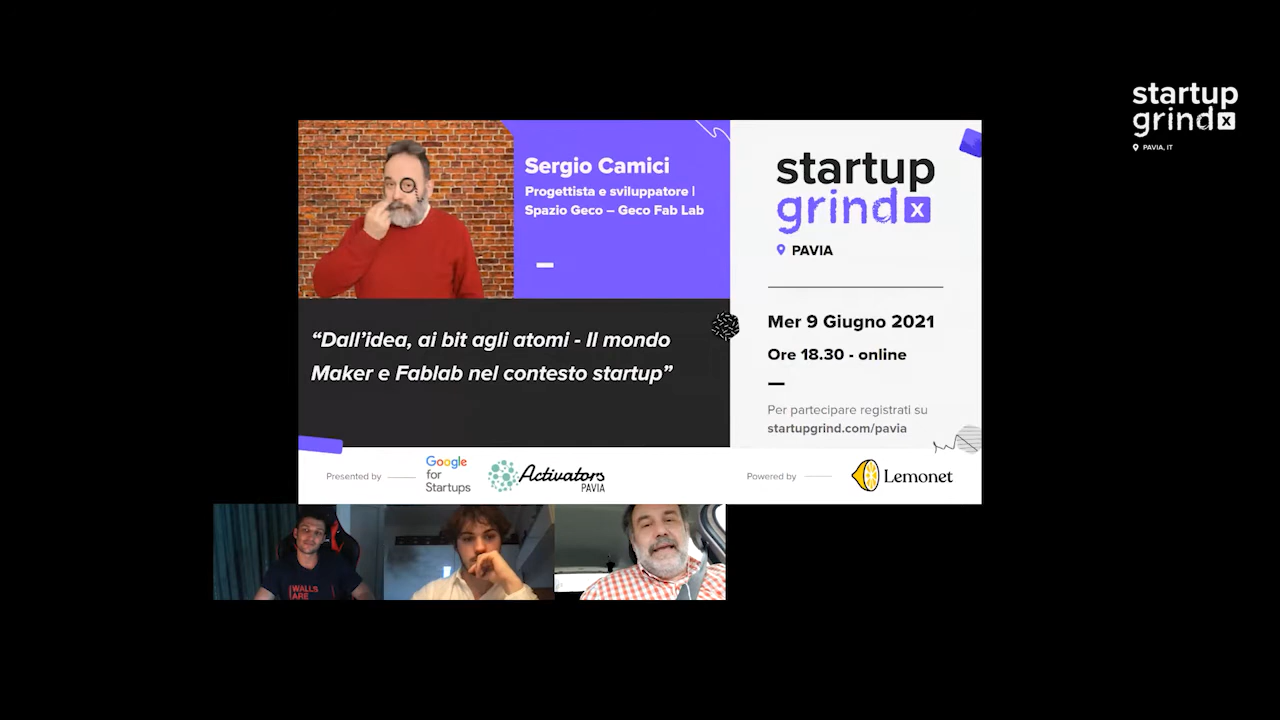 startup
grind x
PAVIA, IT
Sergio Camici
Progettista e sviluppatore |
Spazio Geco – Geco Fab Lab
startup
grind x
PAVIA
“Dall’idea, ai bit agli atomi - Il mondo
Maker e Fablab nel contesto startup”
Mer 9 Giugno 2021
Ore 18.30 - online
Per partecipare registrati su
startupgrind.com/pavia
Presented by
Google
for
Startups
Activators
PAVIA
Powered by
Lemonet
WALLS
ARE